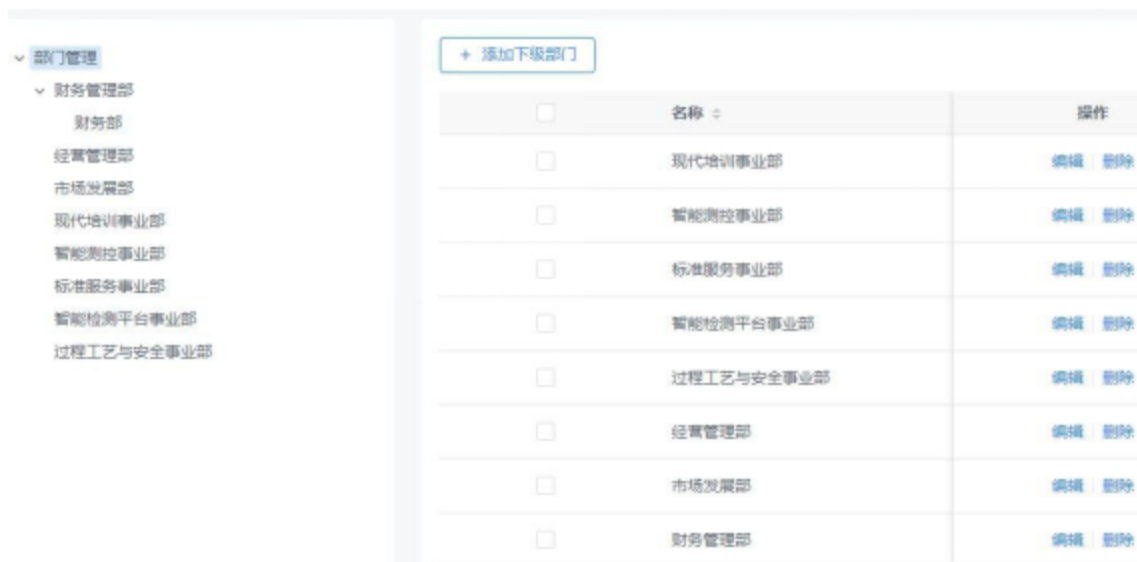 部门管理
财务管理部
财务部
经营管理部
市场发展部
现代培训事业部
智能测控事业部
标准服务事业部
智能检测平台事业部
过程工艺与安全事业部
+ 添加下级部门
名称 操作
现代培训事业部 编辑 删除
智能测控事业部 编辑 删除
标准服务事业部 编辑 删除
智能检测平台事业部 编辑 删除
过程工艺与安全事业部 编辑 删除
经营管理部 编辑 删除
市场发展部 编辑 删除
财务管理部 编辑 删除